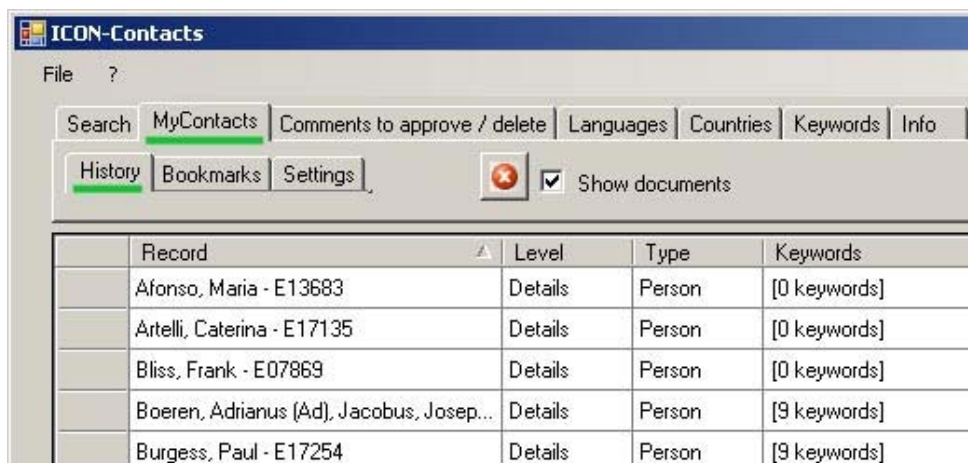 ICON-Contacts
File ?
Search MyContacts Comments to approve / delete Languages Countries Keywords Info
History Bookmarks Settings Show documents
Record Level Type Keywords
Afonso, Maria - E13683 Details Person [0 keywords]
Artelli, Caterina - E17135 Details Person [0 keywords]
Bliss, Frank - E07869 Details Person [0 keywords]
Boeren, Adrianus (Ad), Jacobus, Josep... Details Person [9 keywords]
Burgess, Paul - E17254 Details Person [9 keywords]